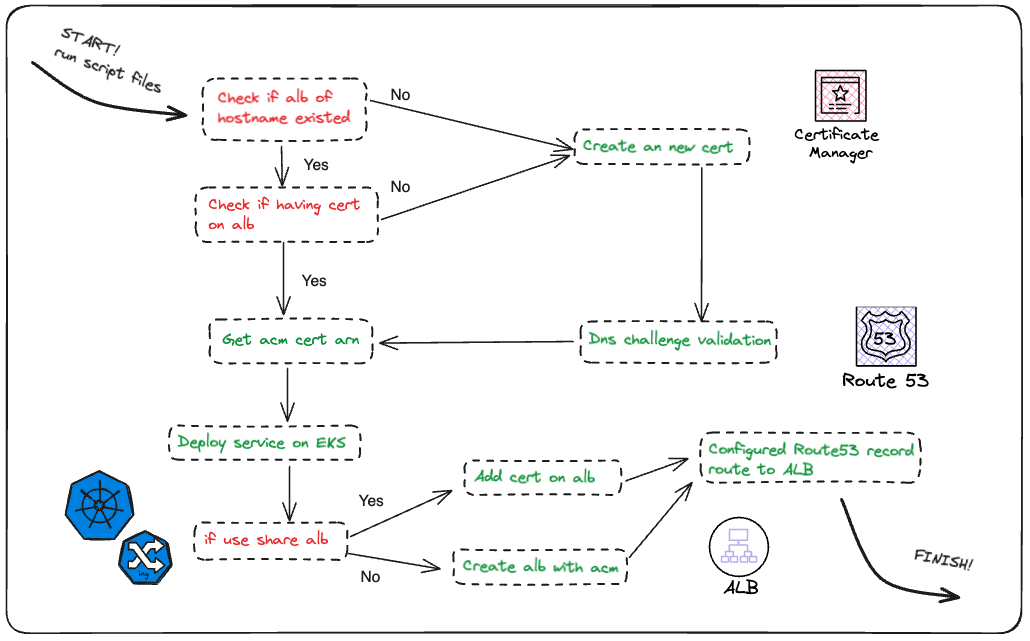 START!
run script files
Check if alb of
hostname existed
No
Yes
Check if having cert
on alb
No
Create an new cert
Certificate
Manager
Yes
Get acm cert arn
Dns challenge validation
53
Route 53
Deploy service on EKS
if use share alb
Yes
Add cert on alb
No
Create alb with acm
Configured Route53 record
route to ALB
ing
ALB
FINISH!